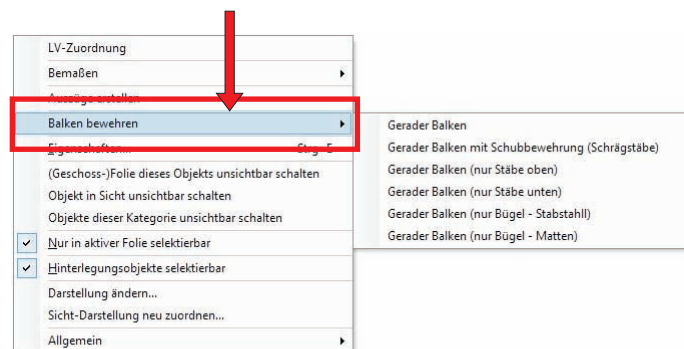 LV-Zuordnung
Bemaßen
Auszüge erstellen
Balken bewehren
Eigenschaften... Strg+E
(Geschoss-)Folie dieses Objekts unsichtbar schalten
Objekt in Sicht unsichtbar schalten
Objekte dieser Kategorie unsichtbar schalten
Nur in aktiver Folie selektierbar
Hinterlegungsobjekte selektierbar
Darstellung ändern...
Sicht-Darstellung neu zuordnen...
Allgemein
Gerader Balken
Gerader Balken mit Schubbewehrung (Schrägstäbe)
Gerader Balken (nur Stäbe oben)
Gerader Balken (nur Stäbe unten)
Gerader Balken (nur Bügel - Stabstahll)
Gerader Balken (nur Bügel - Matten)